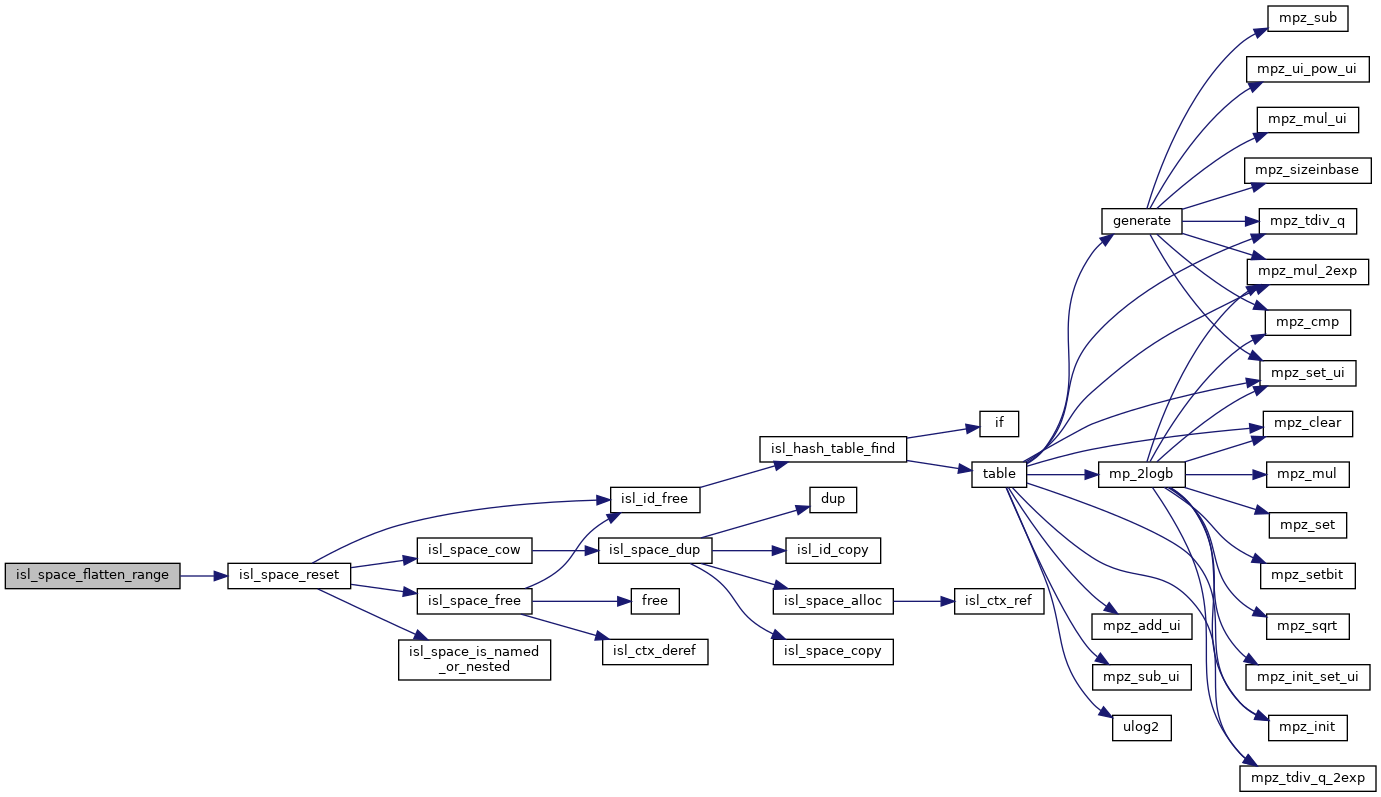 isl_space_flatten_range
isl_space_reset
isl_id_free
isl_space_cow
isl_space_free
isl_space_is_named
_or_nested
isl_space_dup
free
isl_ctx_deref
isl_hash_table_find
dup
isl_id_copy
isl_space_alloc
isl_space_copy
if
table
isl_ctx_ref
generate
mp_2logb
mpz_add_ui
mpz_sub_ui
ulog2
mpz_sub
mpz_ui_pow_ui
mpz_mul_ui
mpz_sizeinbase
mpz_tdiv_q
mpz_mul_2exp
mpz_cmp
mpz_set_ui
mpz_clear
mpz_mul
mpz_set
mpz_setbit
mpz_sqrt
mpz_init_set_ui
mpz_init
mpz_tdiv_q_2exp